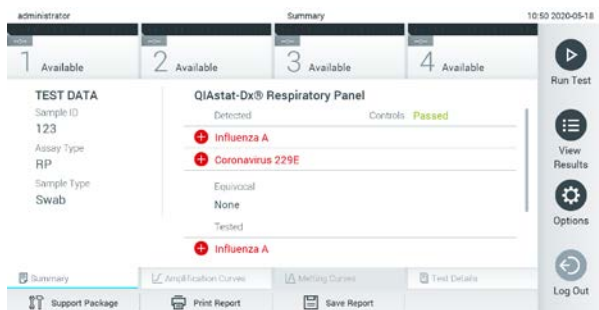 administrator Summary 10:50 2020-05-18
1 Available 2 Available 3 Available 4 Available
Run Test
TEST DATA
Sample ID
123
Assay Type
RP
Sample Type
Swab
QIAstat-Dx® Respiratory Panel
Detected Controls Passed
Influenza A
Coronavirus 229E
Equivocal
None
Tested
Influenza A
View
Results
Options
Log Out
Summary Amplification Curves Melting Curves Test Details
Support Package Print Report Save Report